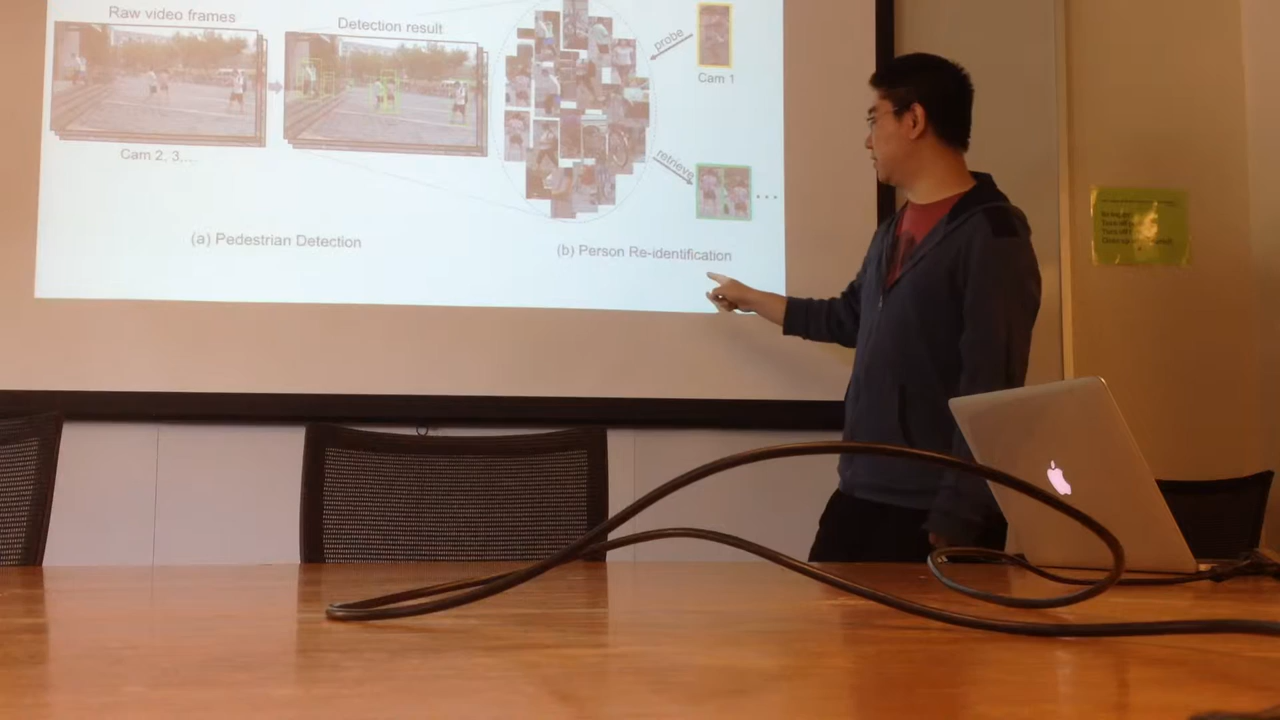 Raw video frames
Detection result
probe
Cam 1
Cam 2, 3,...
retrieve
...
(a) Pedestrian Detection
(b) Person Re-identification